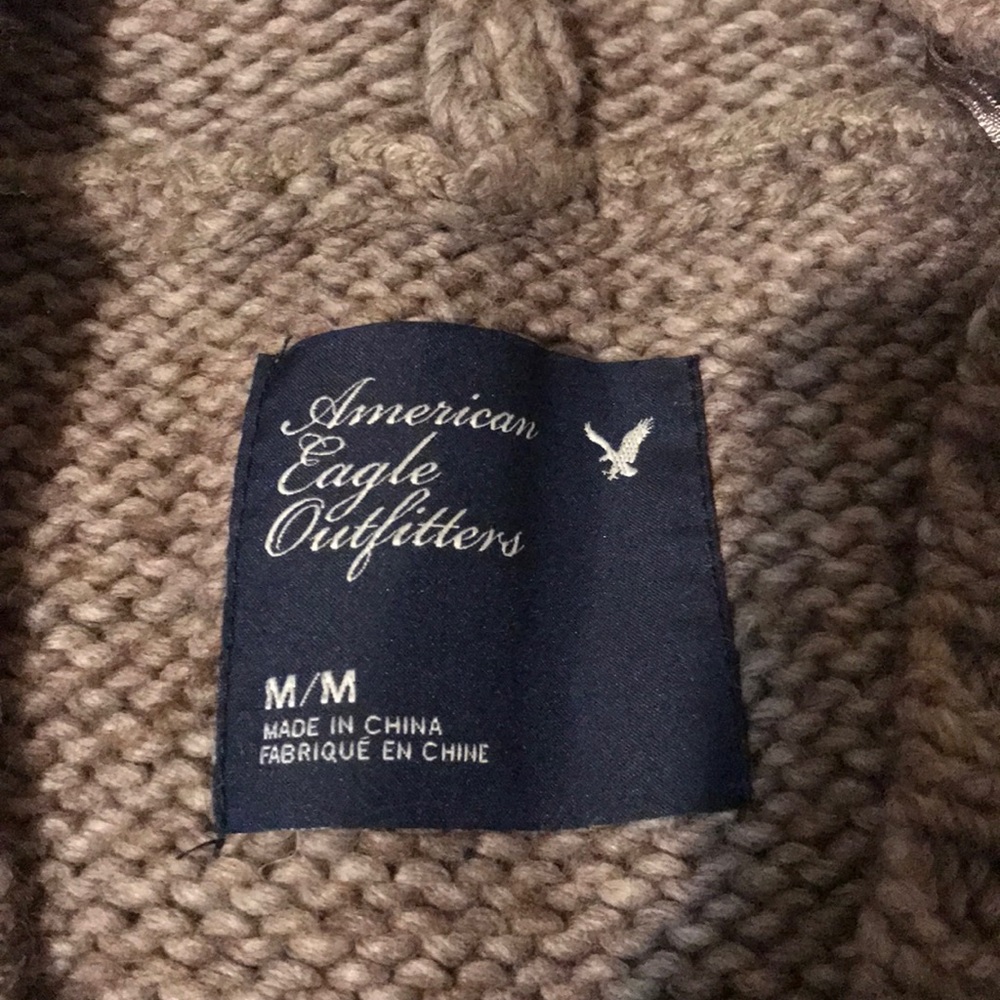 American
Eagle
Outfitters
M/M
MADE IN CHINA
FABRIQUÉ EN CHINE